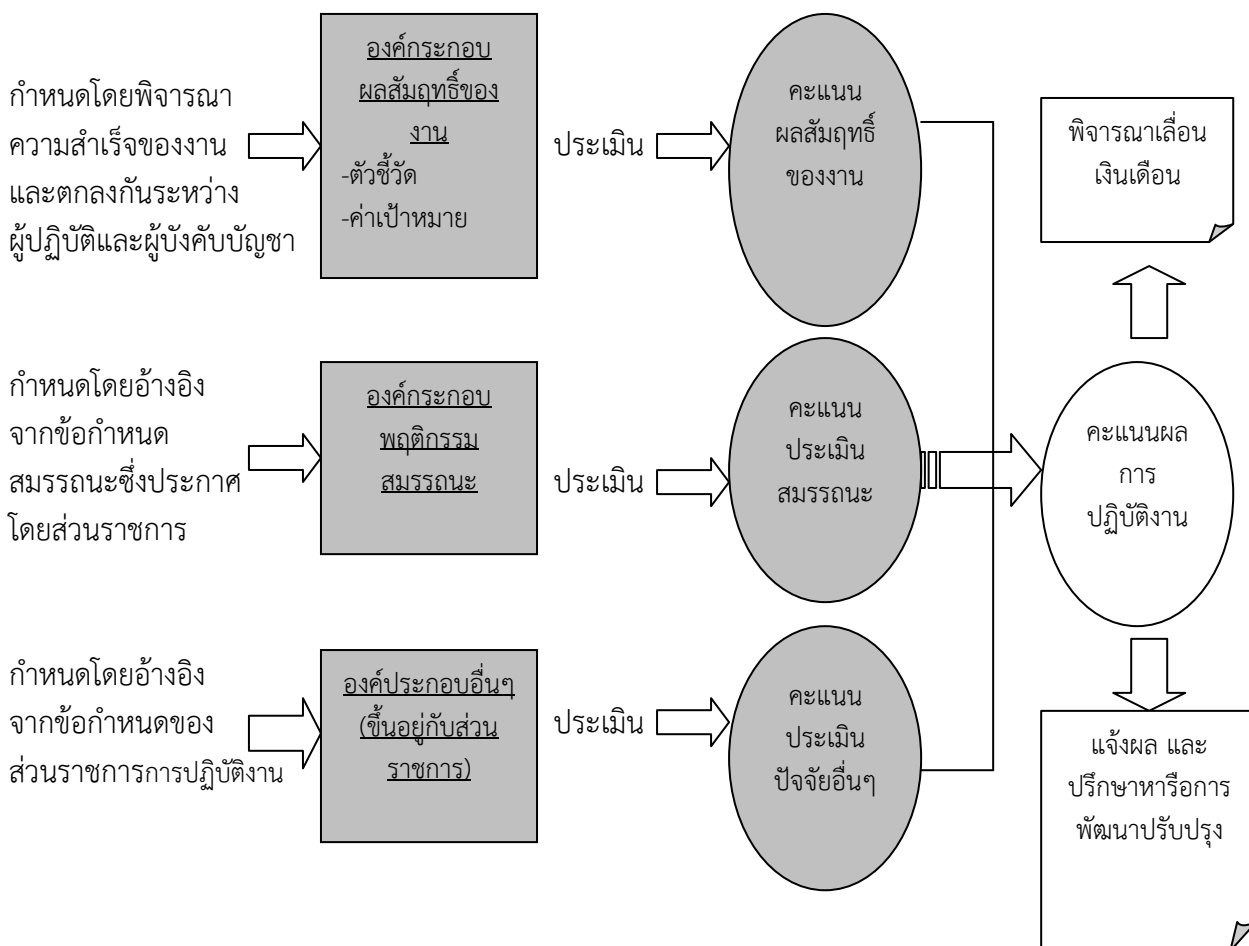 กำหนดโดยพิจารณา
ความสำเร็จของงาน
และตกลงกันระหว่าง
ผู้ปฏิบัติและผู้บังคับบัญชา
องค์กระกอบ
ผลสัมฤทธิ์ของ
งาน
-ตัวชี้วัด
-ค่าเป้าหมาย
ประเมิน
คะแนน
ผลสัมฤทธิ์
ของงาน
พิจารณาเลื่อน
เงินเดือน
กำหนดโดยอ้างอิง
จากข้อกำหนด
สมรรถนะซึ่งประกาศ
โดยส่วนราชการ
องค์กระกอบ
พฤติกรรม
สมรรถนะ
ประเมิน
คะแนน
ประเมิน
สมรรถนะ
คะแนนผล
การ
ปฏิบัติงาน
กำหนดโดยอ้างอิง
จากข้อกำหนดของ
ส่วนราชการการปฏิบัติงาน
องค์ประกอบอื่นๆ
(ขึ้นอยู่กับส่วน
ราชการ)
ประเมิน
คะแนน
ประเมิน
ปัจจัยอื่นๆ
แจ้งผล และ
ปรึกษาหารือการ
พัฒนาปรับปรุง